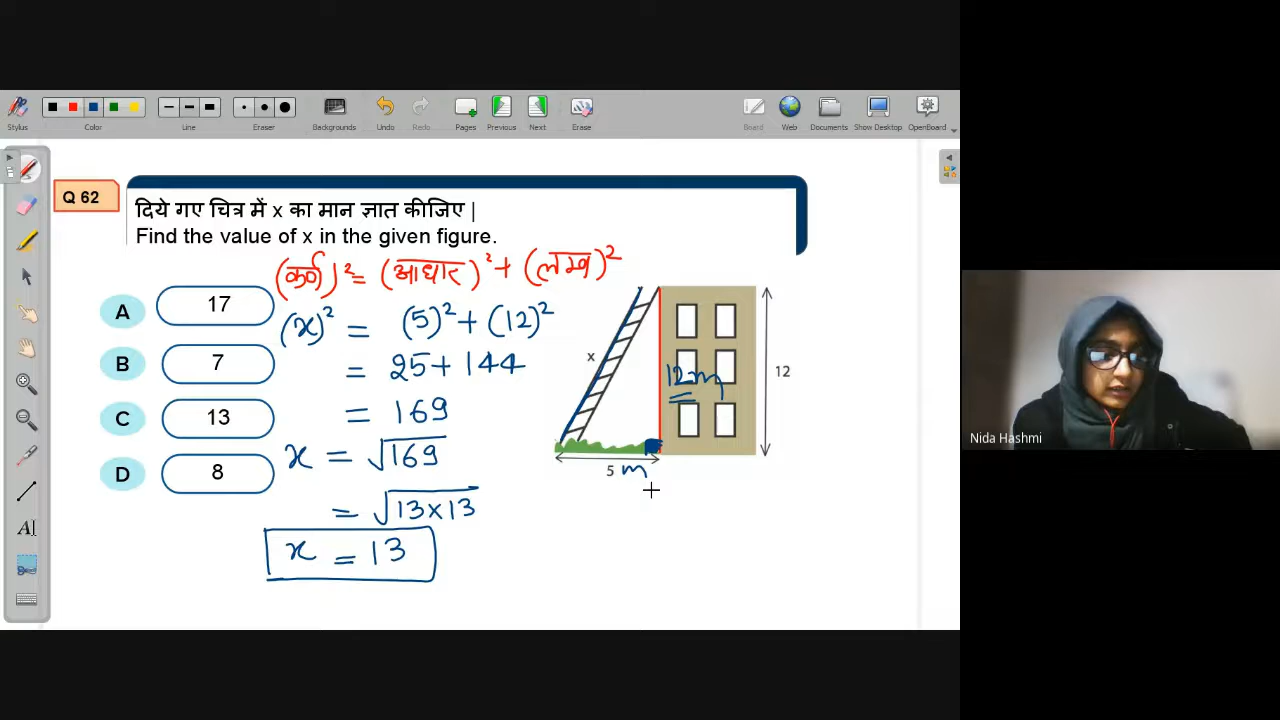 Stylus
Color
Line
Eraser
Backgrounds
Undo
Redo
Pages
Previous
Next
Erase
Board
Web
Documents
Show Desktop
OpenBoard
Q 62
दिये गए चित्र में x का मान ज्ञात कीजिए |
Find the value of x in the given figure.
(कर्ण)² = (आधार)² + (लम्ब)²
A 17
B 7
C 13
D 8
(x)² = (5)² + (12)²
= 25 + 144
= 169
x = √169
= √13×13
x = 13
x
12m
12
5 m
Nida Hashmi